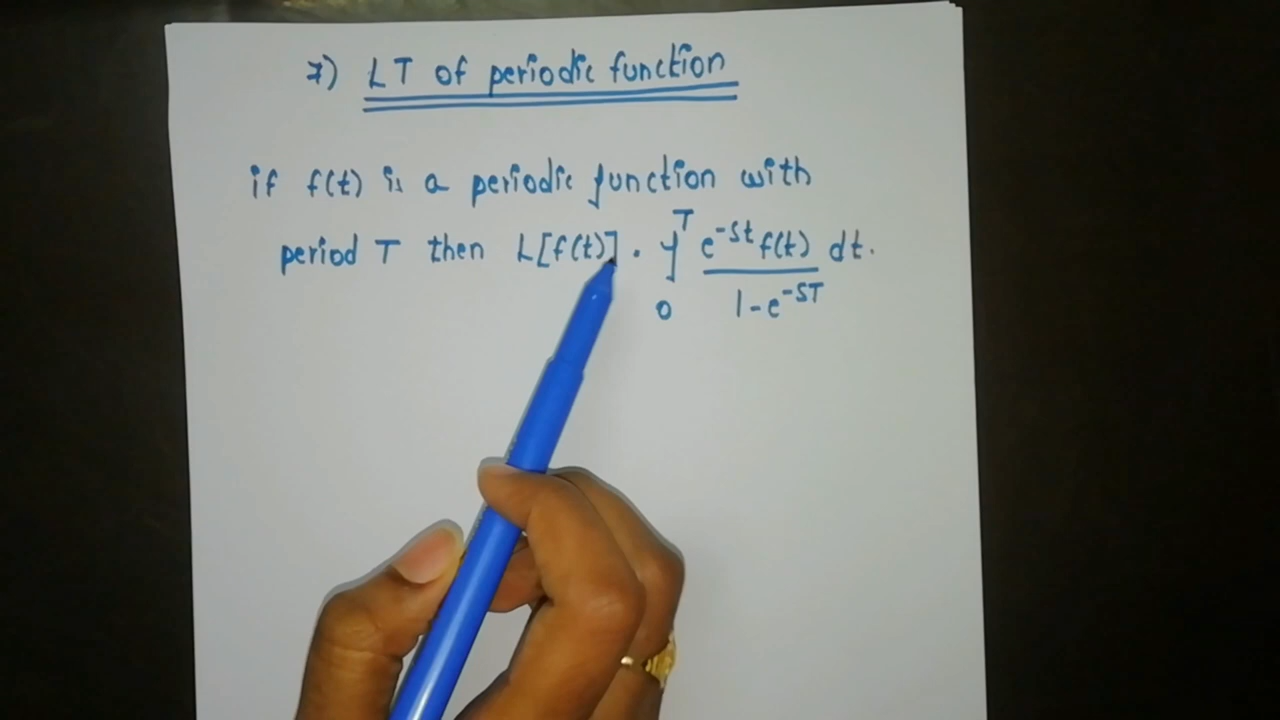 7) LT of periodic function
if f(t) is a periodic function with
period T then L[f(t)] · ∫₀ᵀ e^{-st} f(t) / 1-e^{-sT} dt.